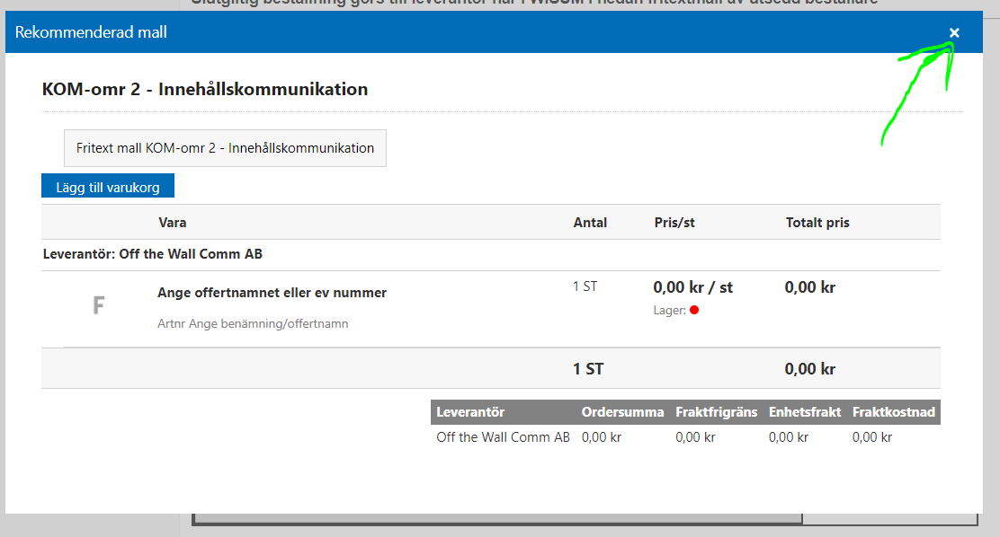 Slutgiltig beställning görs till leverantör här i WISUM i nedan fritextmall av utsedd beställare
Rekommenderad mall
KOM-omr 2 - Innehållskommunikation
Fritext mall KOM-omr 2 - Innehållskommunikation
Lägg till varukorg
Vara Antal Pris/st Totalt pris
Leverantör: Off the Wall Comm AB
F Ange offertnamnet eller ev nummer 1 ST 0,00 kr / st 0,00 kr
Artnr Ange benämning/offertnamn Lager:
1 ST 0,00 kr
Leverantör Ordersumma Fraktfrigräns Enhetsfrakt Fraktkostnad
Off the Wall Comm AB 0,00 kr 0,00 kr 0,00 kr 0,00 kr